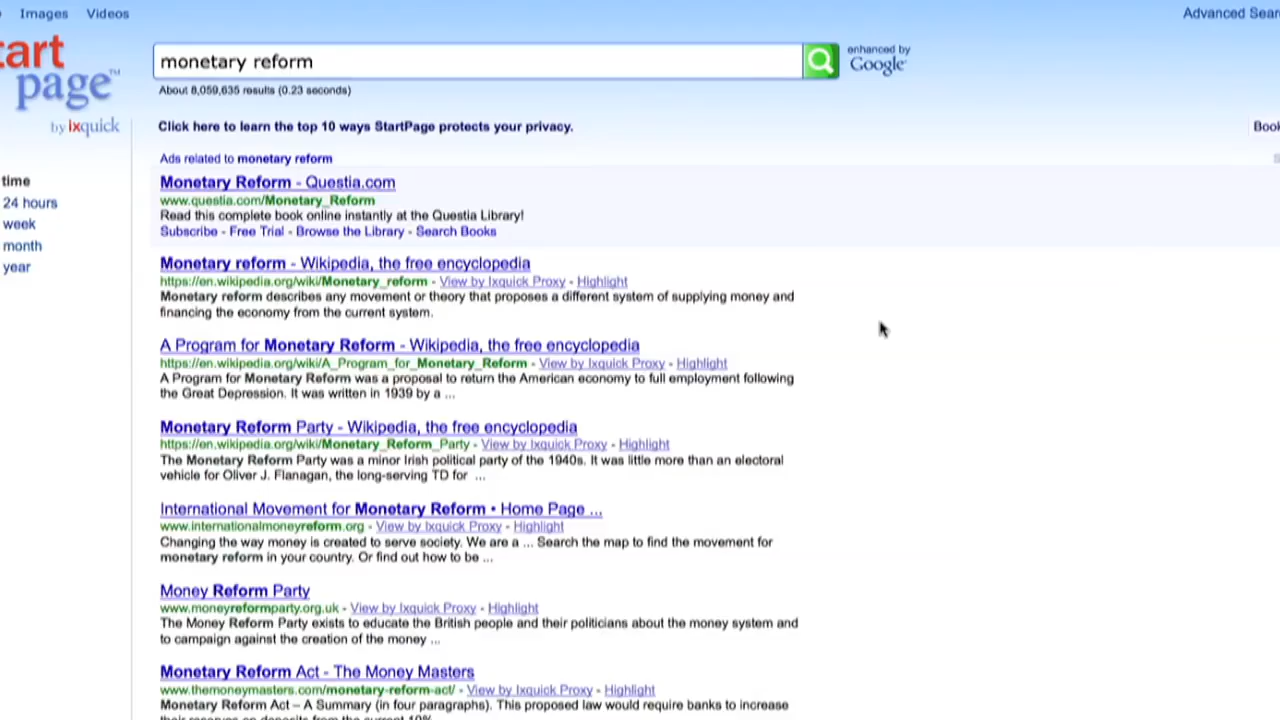 Images Videos Advanced Sear
art
page™
by ixquick
monetary reform
enhanced by
Google
About 8,059,635 results (0.23 seconds)
Click here to learn the top 10 ways StartPage protects your privacy.
Book
Ads related to monetary reform
time
24 hours
week
month
year
Monetary Reform - Questia.com
www.questia.com/Monetary_Reform
Read this complete book online instantly at the Questia Library!
Subscribe - Free Trial - Browse the Library - Search Books
Monetary reform - Wikipedia, the free encyclopedia
https://en.wikipedia.org/wiki/Monetary_reform - View by Ixquick Proxy - Highlight
Monetary reform describes any movement or theory that proposes a different system of supplying money and
financing the economy from the current system.
A Program for Monetary Reform - Wikipedia, the free encyclopedia
https://en.wikipedia.org/wiki/A_Program_for_Monetary_Reform - View by Ixquick Proxy - Highlight
A Program for Monetary Reform was a proposal to return the American economy to full employment following
the Great Depression. It was written in 1939 by a ...
Monetary Reform Party - Wikipedia, the free encyclopedia
https://en.wikipedia.org/wiki/Monetary_Reform_Party - View by Ixquick Proxy - Highlight
The Monetary Reform Party was a minor Irish political party of the 1940s. It was little more than an electoral
vehicle for Oliver J. Flanagan, the long-serving TD for ...
International Movement for Monetary Reform • Home Page ...
www.internationalmoneyreform.org - View by Ixquick Proxy - Highlight
Changing the way money is created to serve society. We are a ... Search the map to find the movement for
monetary reform in your country. Or find out how to be ...
Money Reform Party
www.moneyreformparty.org.uk - View by Ixquick Proxy - Highlight
The Money Reform Party exists to educate the British people and their politicians about the money system and
to campaign against the creation of the money ...
Monetary Reform Act - The Money Masters
www.themoneymasters.com/monetary-reform-act/ - View by Ixquick Proxy - Highlight
Monetary Reform Act – A Summary (in four paragraphs). This proposed law would require banks to increase
their reserves on deposits from the current 10%